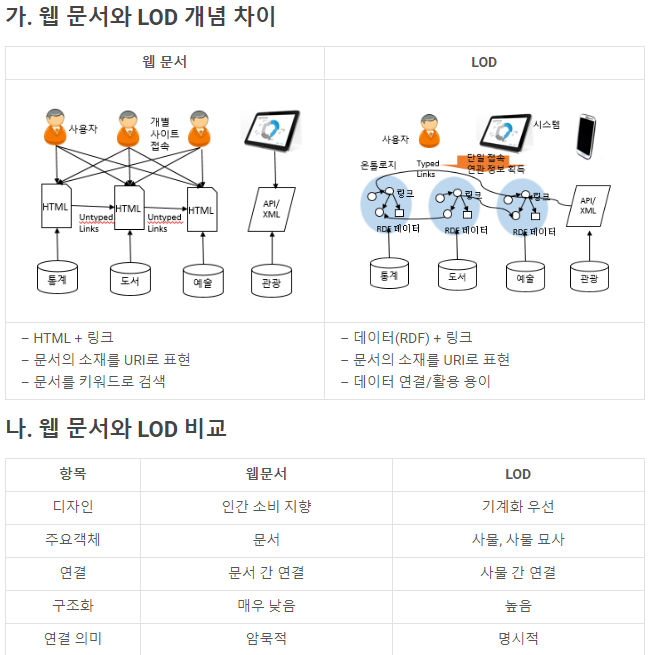 가. 웹 문서와 LOD 개념 차이
웹 문서 LOD
사용자
개별
사이트
접속
HTML HTML HTML
Untyped
Links
Untyped
Links
API/
XML
통계 도서 예술 관광
사용자
시스템
온톨로지
Typed
Links
단일 접속
연관 정보 획득
링크 링크 링크
RDF 데이터 RDF 데이터 RDF 데이터
API/
XML
통계 도서 예술 관광
– HTML + 링크
– 문서의 소재를 URI로 표현
– 문서를 키워드로 검색
– 데이터(RDF) + 링크
– 문서의 소재를 URI로 표현
– 데이터 연결/활용 용이
나. 웹 문서와 LOD 비교
항목 웹문서 LOD
디자인 인간 소비 지향 기계화 우선
주요객체 문서 사물, 사물 묘사
연결 문서 간 연결 사물 간 연결
구조화 매우 낮음 높음
연결 의미 암묵적 명시적